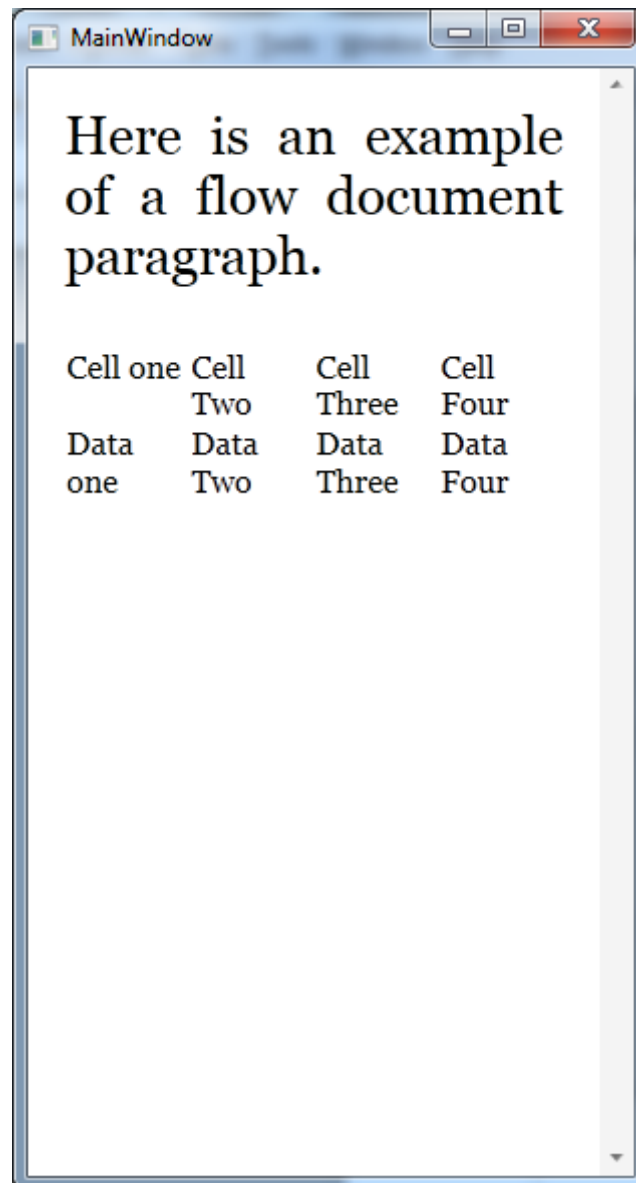 MainWindow
Here is an example
of a flow document
paragraph.
Cell one Cell Cell Cell
Two Three Four
Data Data Data Data
one Two Three Four